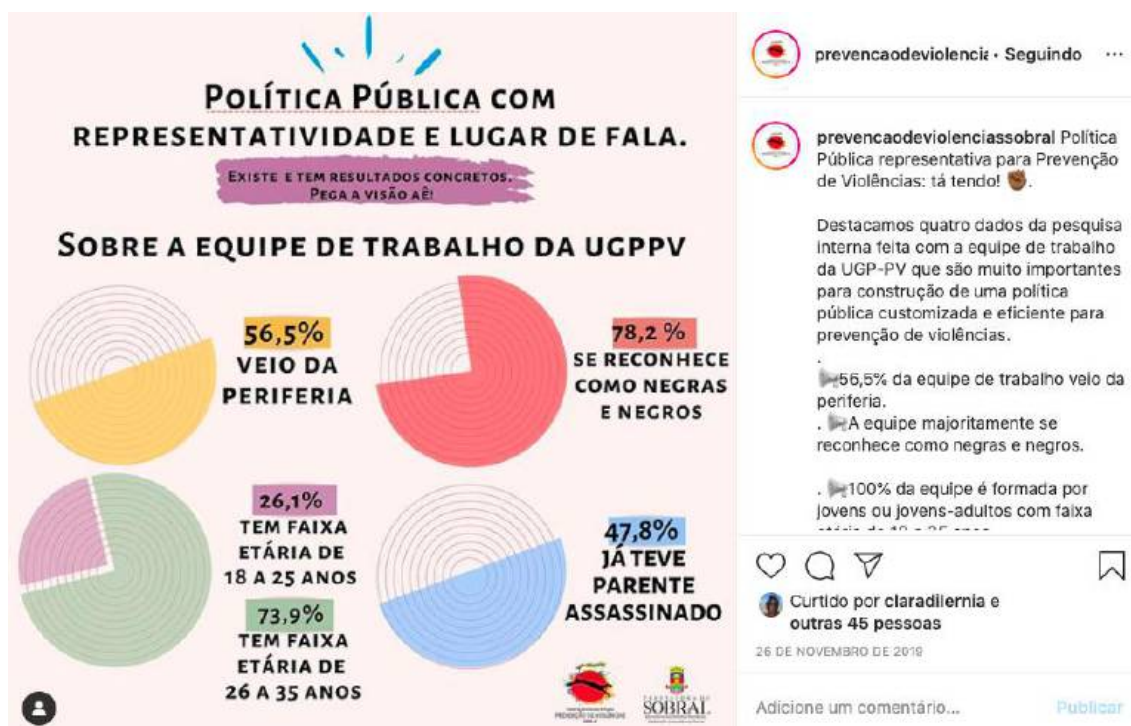 POLÍTICA PÚBLICA COM
REPRESENTATIVIDADE E LUGAR DE FALA.
EXISTE E TEM RESULTADOS CONCRETOS.
PEGA A VISÃO AÊ!
SOBRE A EQUIPE DE TRABALHO DA UGPPV
56,5%
VEIO DA
PERIFERIA
78,2 %
SE RECONHECE
COMO NEGRAS
E NEGROS
26,1%
TEM FAIXA
ETÁRIA DE
18 A 25 ANOS
73,9%
TEM FAIXA
ETÁRIA DE
26 A 35 ANOS
47,8%
JÁ TEVE
PARENTE
ASSASSINADO
PREVENÇÃO DE VIOLÊNCIAS
PREFEITURA DE
SOBRAL
prevencaodeviolencia • Seguindo ...
prevencaodeviolenciassobral Política
Pública representativa para Prevenção
de Violências: tá tendo! ✊🏾.
Destacamos quatro dados da pesquisa
interna feita com a equipe de trabalho
da UGP-PV que são muito importantes
para construção de uma política
pública customizada e eficiente para
prevenção de violências.
.
56,5% da equipe de trabalho veio da
periferia.
. A equipe majoritamente se
reconhece como negras e negros.
. 100% da equipe é formada por
jovens ou jovens-adultos com faixa
Curtido por claradilernia e
outras 45 pessoas
26 DE NOVEMBRO DE 2019
Adicione um comentário... Publicar